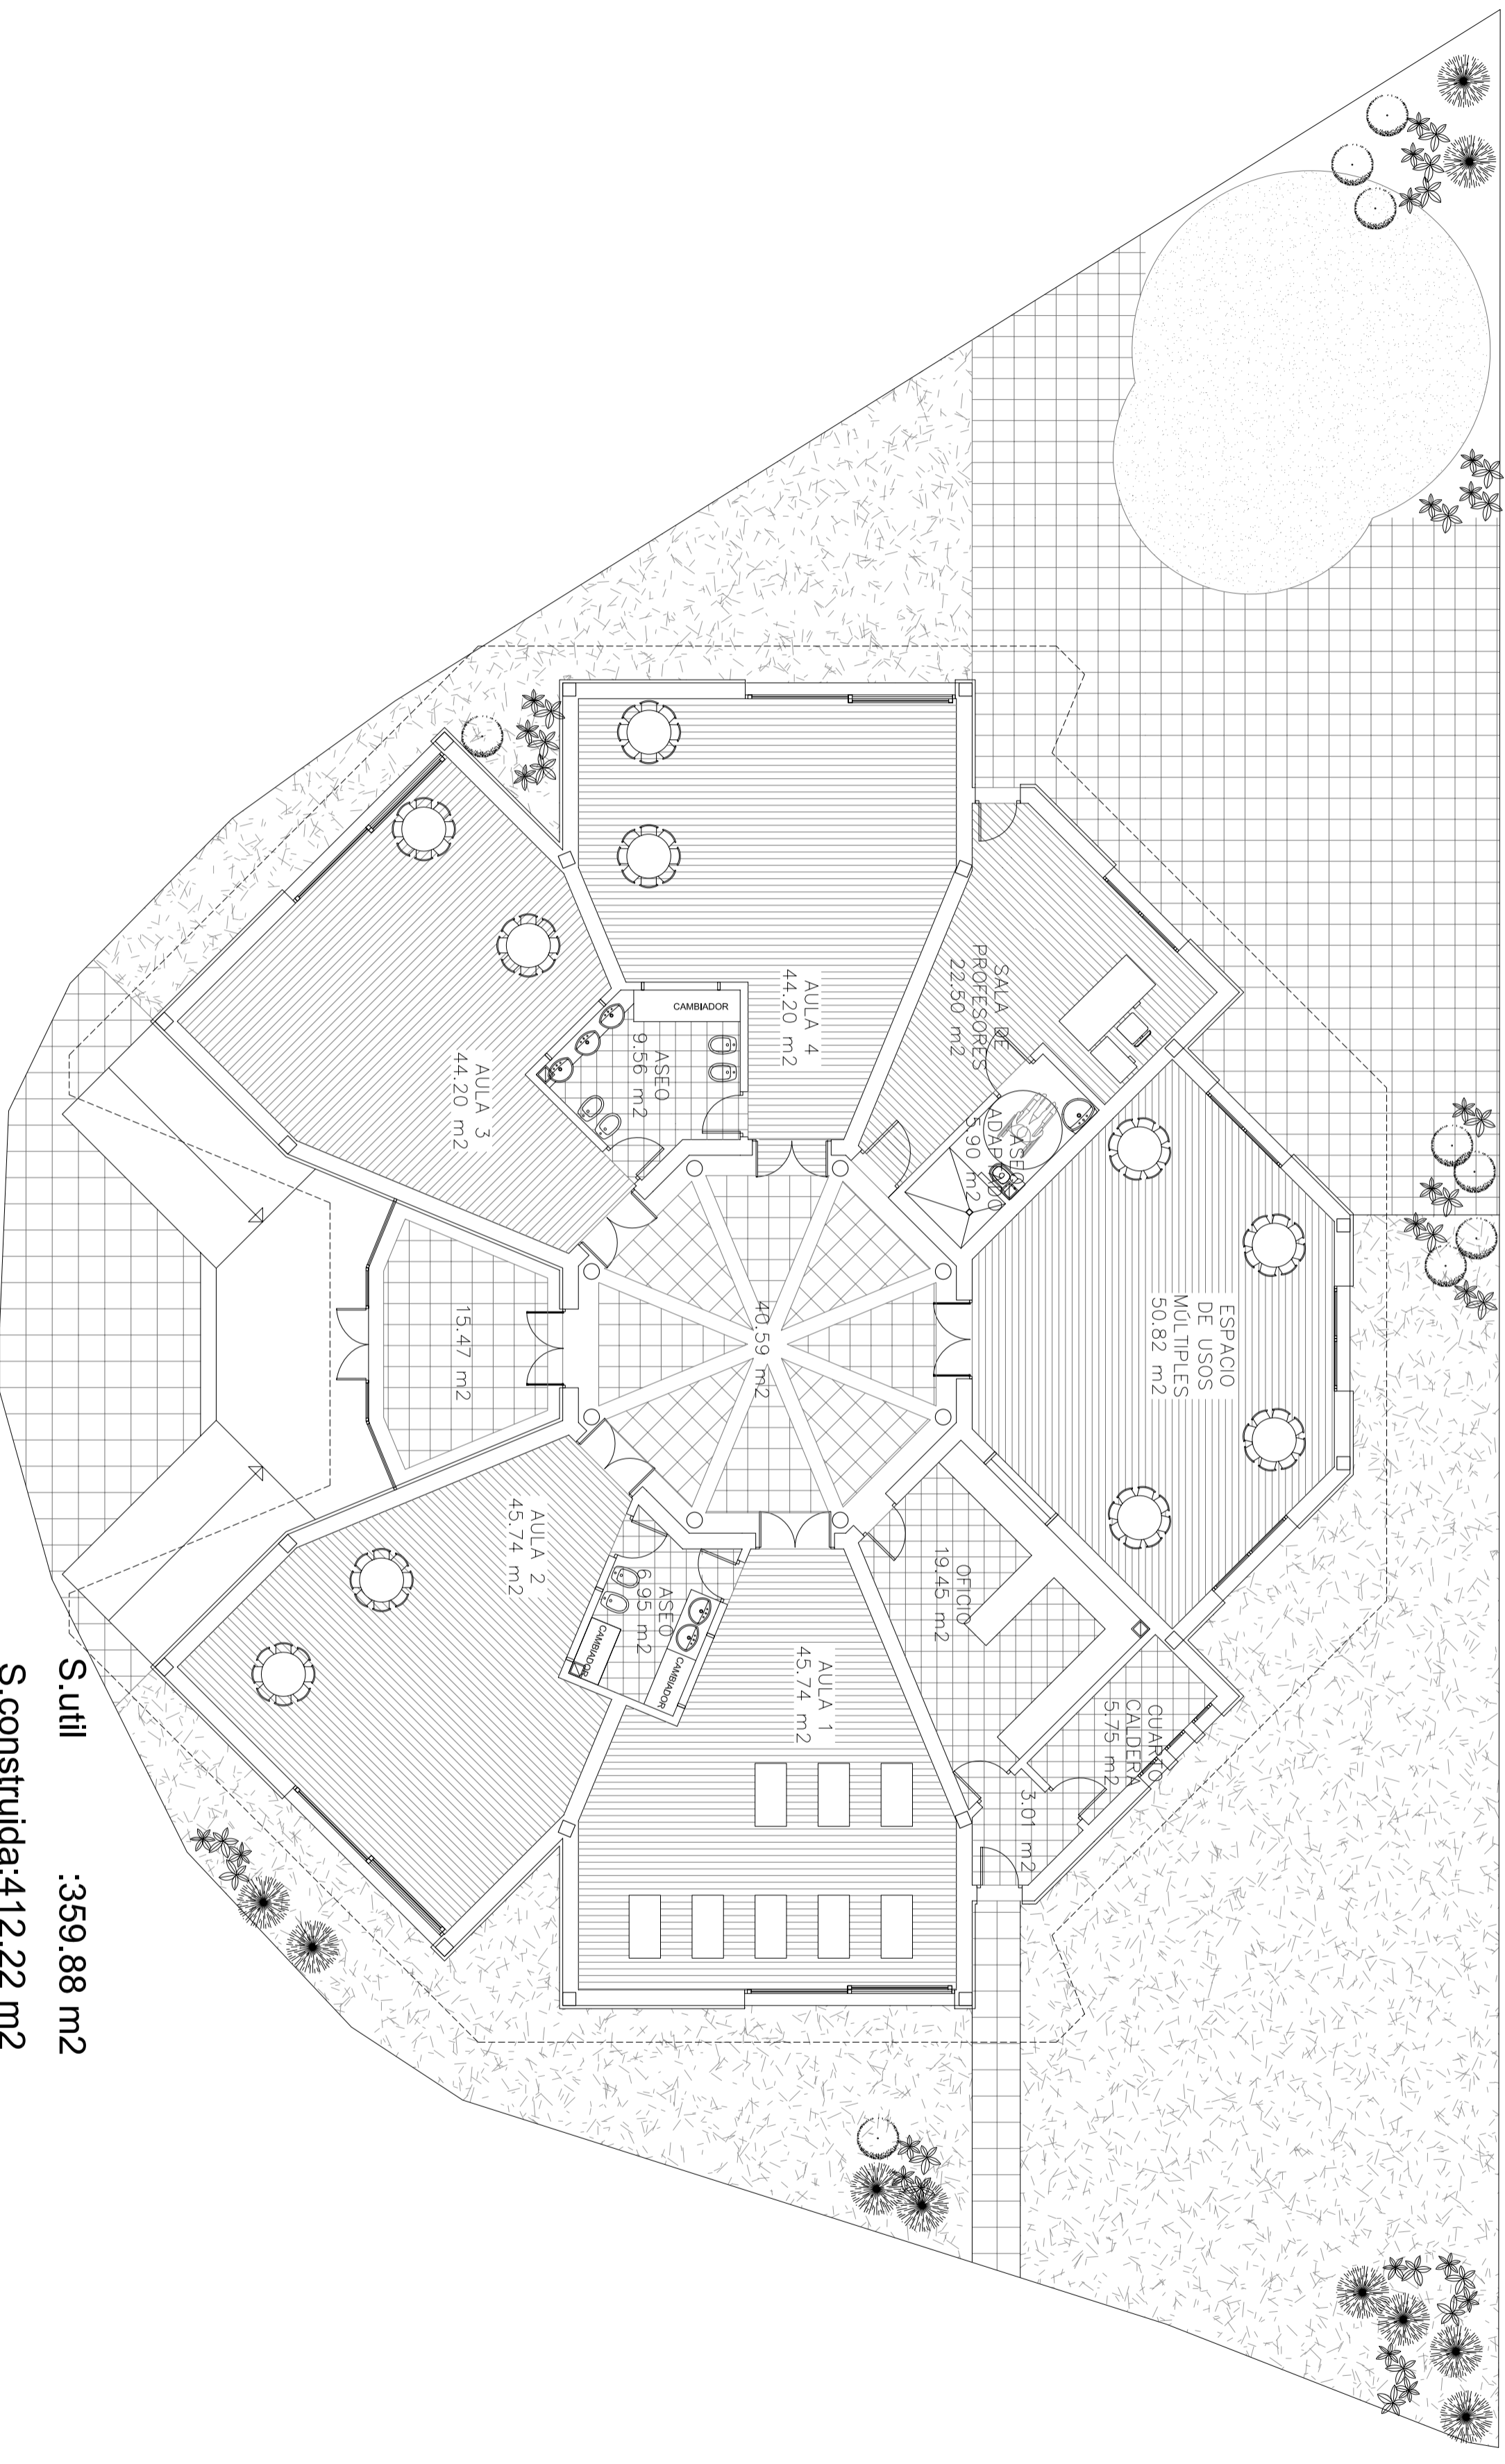 ESPACIO
DE USOS
MÚLTIPLES
50.82 m2
SALA DE
PROFESORES
22.50 m2
ASEO
ADAPTADO
5.90 m2
CUARTO
CALDERA
5.75 m2
3.01 m2
OFICIO
19.45 m2
AULA 4
44.20 m2
40.59 m2
AULA 1
45.74 m2
CAMBIADOR
ASEO
9.56 m2
ASEO
6.95 m2
CAMBIADOR
CAMBIADOR
AULA 3
44.20 m2
15.47 m2
AULA 2
45.74 m2
S.util :359.88 m2
S.construida:412.22 m2